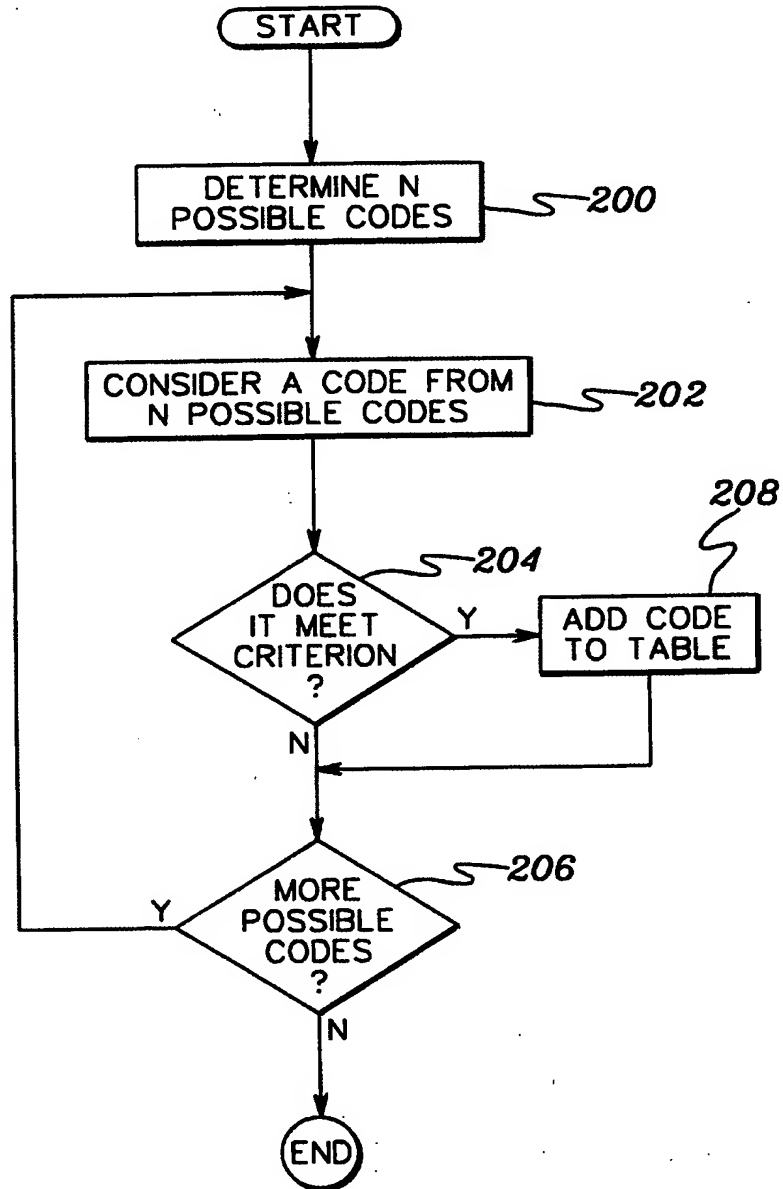 START
DETERMINE N
POSSIBLE CODES
200
CONSIDER A CODE FROM
N POSSIBLE CODES
202
204
DOES
IT MEET
CRITERION
?
Y
N
208
ADD CODE
TO TABLE
206
MORE
POSSIBLE
CODES
?
Y
N
END